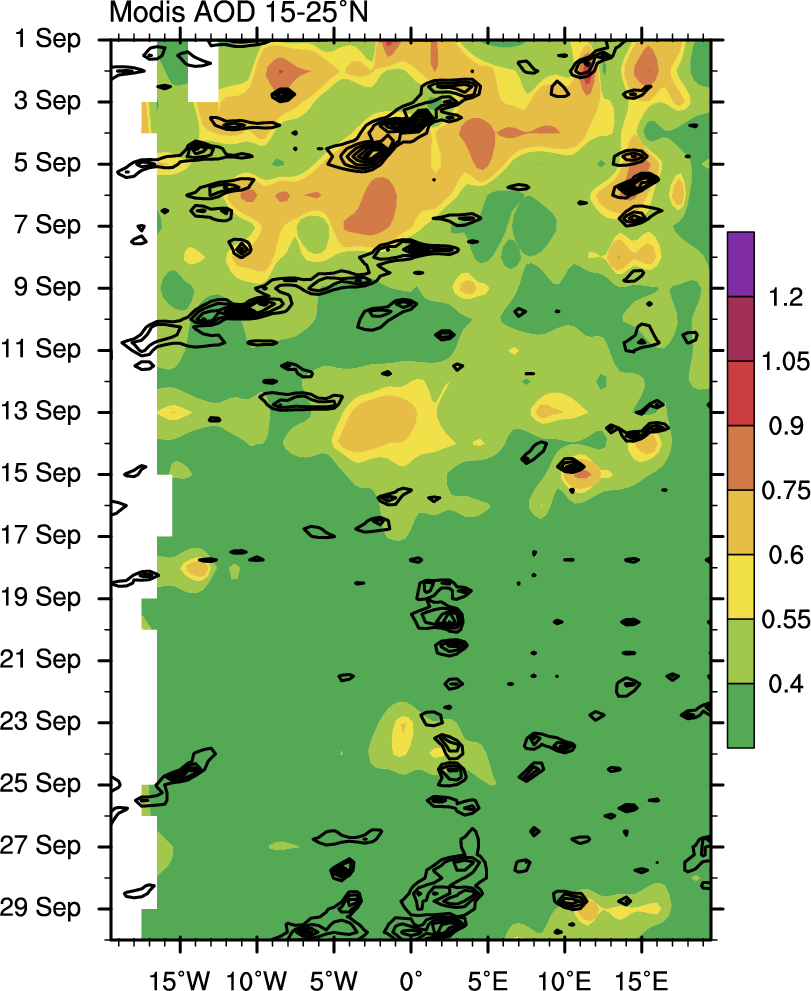 Modis AOD 15-25°N
1 Sep
3 Sep
5 Sep
7 Sep
9 Sep
11 Sep
13 Sep
15 Sep
17 Sep
19 Sep
21 Sep
23 Sep
25 Sep
27 Sep
29 Sep
15°W 10°W 5°W 0° 5°E 10°E 15°E
1.2
1.05
0.9
0.75
0.6
0.55
0.4